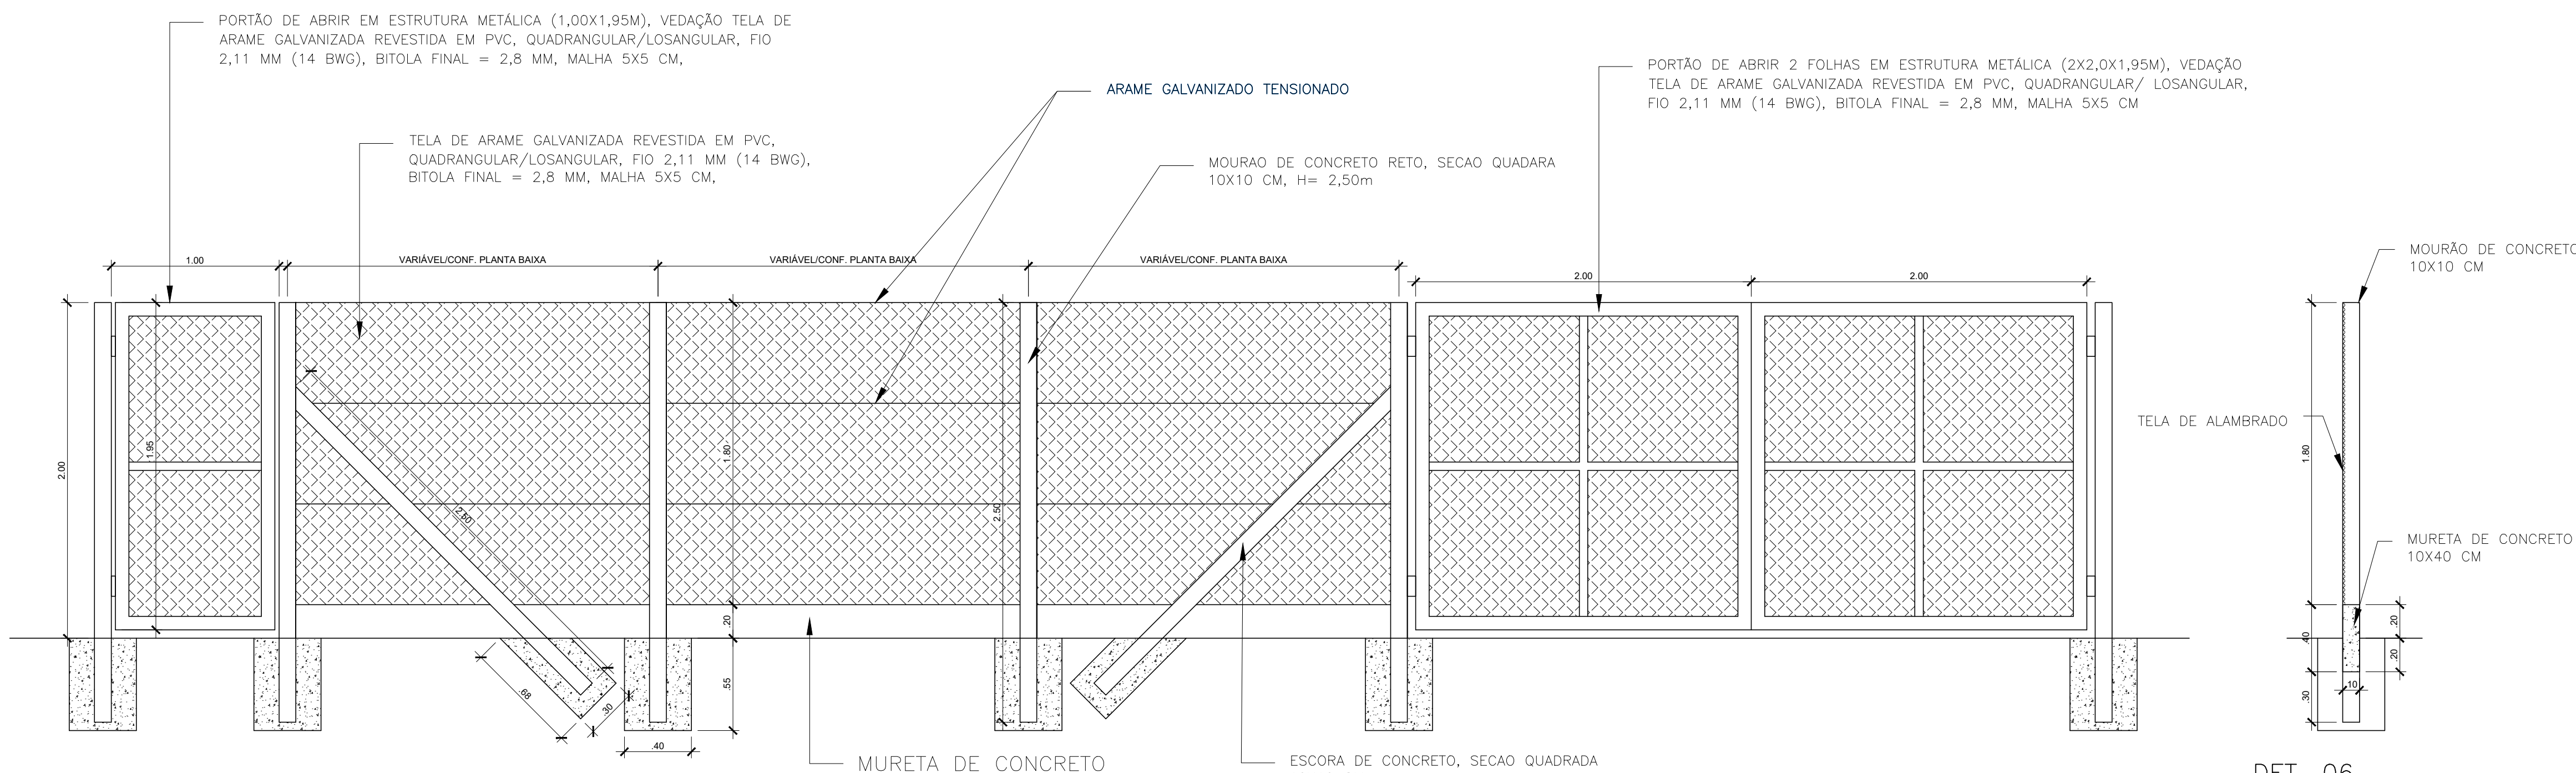 PORTÃO DE ABRIR EM ESTRUTURA METÁLICA (1,00X1,95M), VEDAÇÃO TELA DE
ARAME GALVANIZADA REVESTIDA EM PVC, QUADRANGULAR/LOSANGULAR, FIO
2,11 MM (14 BWG), BITOLA FINAL = 2,8 MM, MALHA 5X5 CM,
TELA DE ARAME GALVANIZADA REVESTIDA EM PVC,
QUADRANGULAR/LOSANGULAR, FIO 2,11 MM (14 BWG),
BITOLA FINAL = 2,8 MM, MALHA 5X5 CM,
ARAME GALVANIZADO TENSIONADO
MOURAO DE CONCRETO RETO, SECAO QUADARA
10X10 CM, H= 2,50m
PORTÃO DE ABRIR 2 FOLHAS EM ESTRUTURA METÁLICA (2X2,0X1,95M), VEDAÇÃO
TELA DE ARAME GALVANIZADA REVESTIDA EM PVC, QUADRANGULAR/ LOSANGULAR,
FIO 2,11 MM (14 BWG), BITOLA FINAL = 2,8 MM, MALHA 5X5 CM
MOURÃO DE CONCRETO
10X10 CM
1.00
VARIÁVEL/CONF. PLANTA BAIXA
VARIÁVEL/CONF. PLANTA BAIXA
VARIÁVEL/CONF. PLANTA BAIXA
2.00
2.00
2.00
1.95
2.50
1.80
2.50
.20
.55
.68
.30
.40
TELA DE ALAMBRADO
1.80
MURETA DE CONCRETO
10X40 CM
.40
.20
.20
.30
.10
MURETA DE CONCRETO
ESCORA DE CONCRETO, SECAO QUADRADA
DET. 06